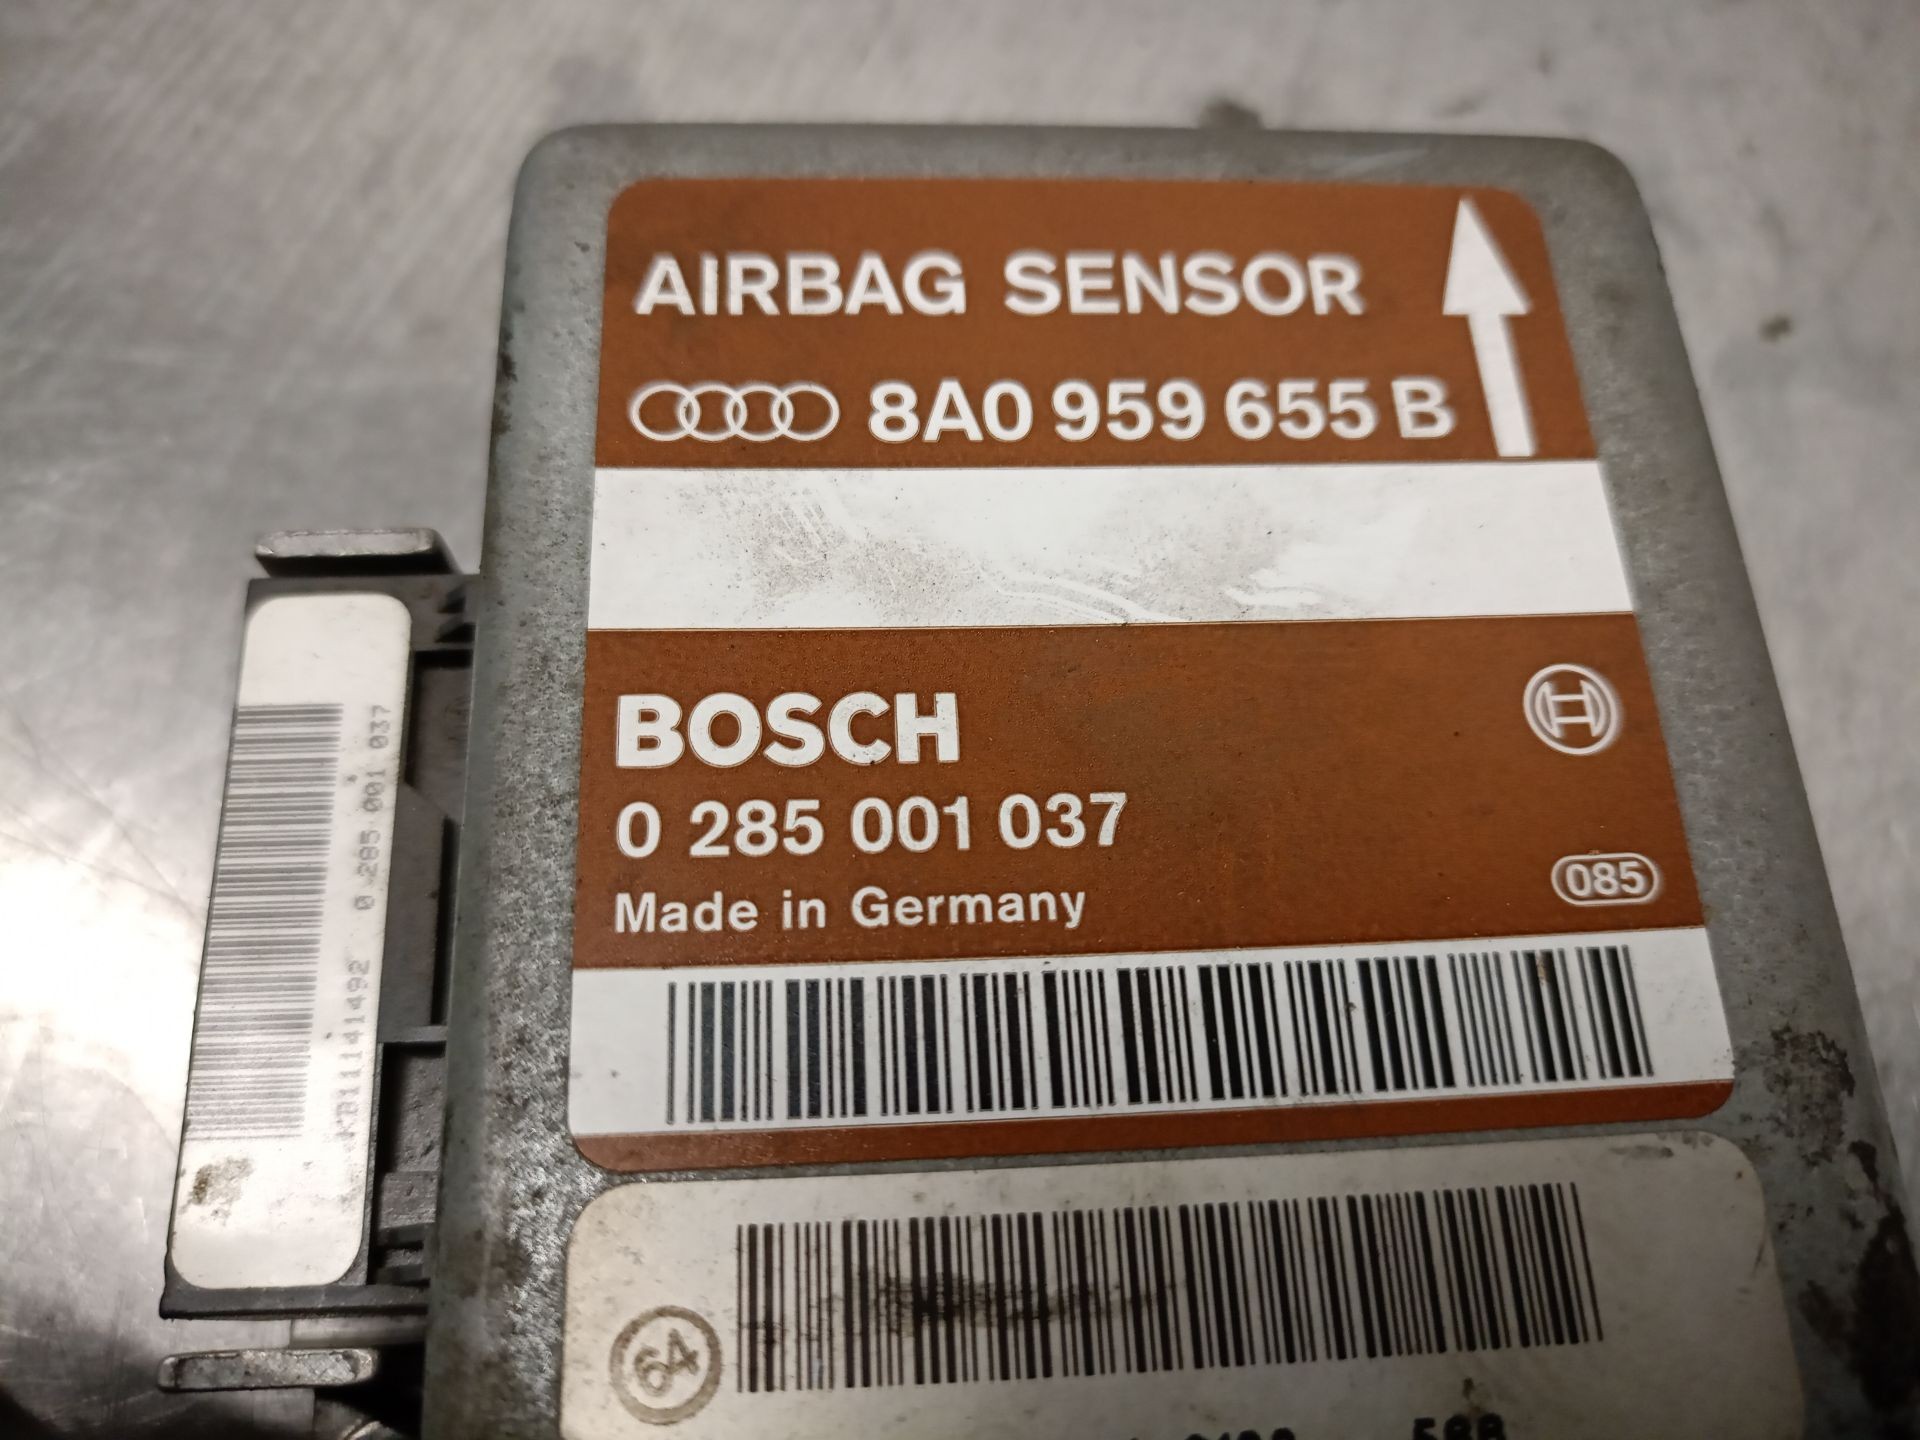 AIRBAG SENSOR
8A0 959 655 B
BOSCH
0 285 001 037
Made in Germany
085
0 285 001 037
64